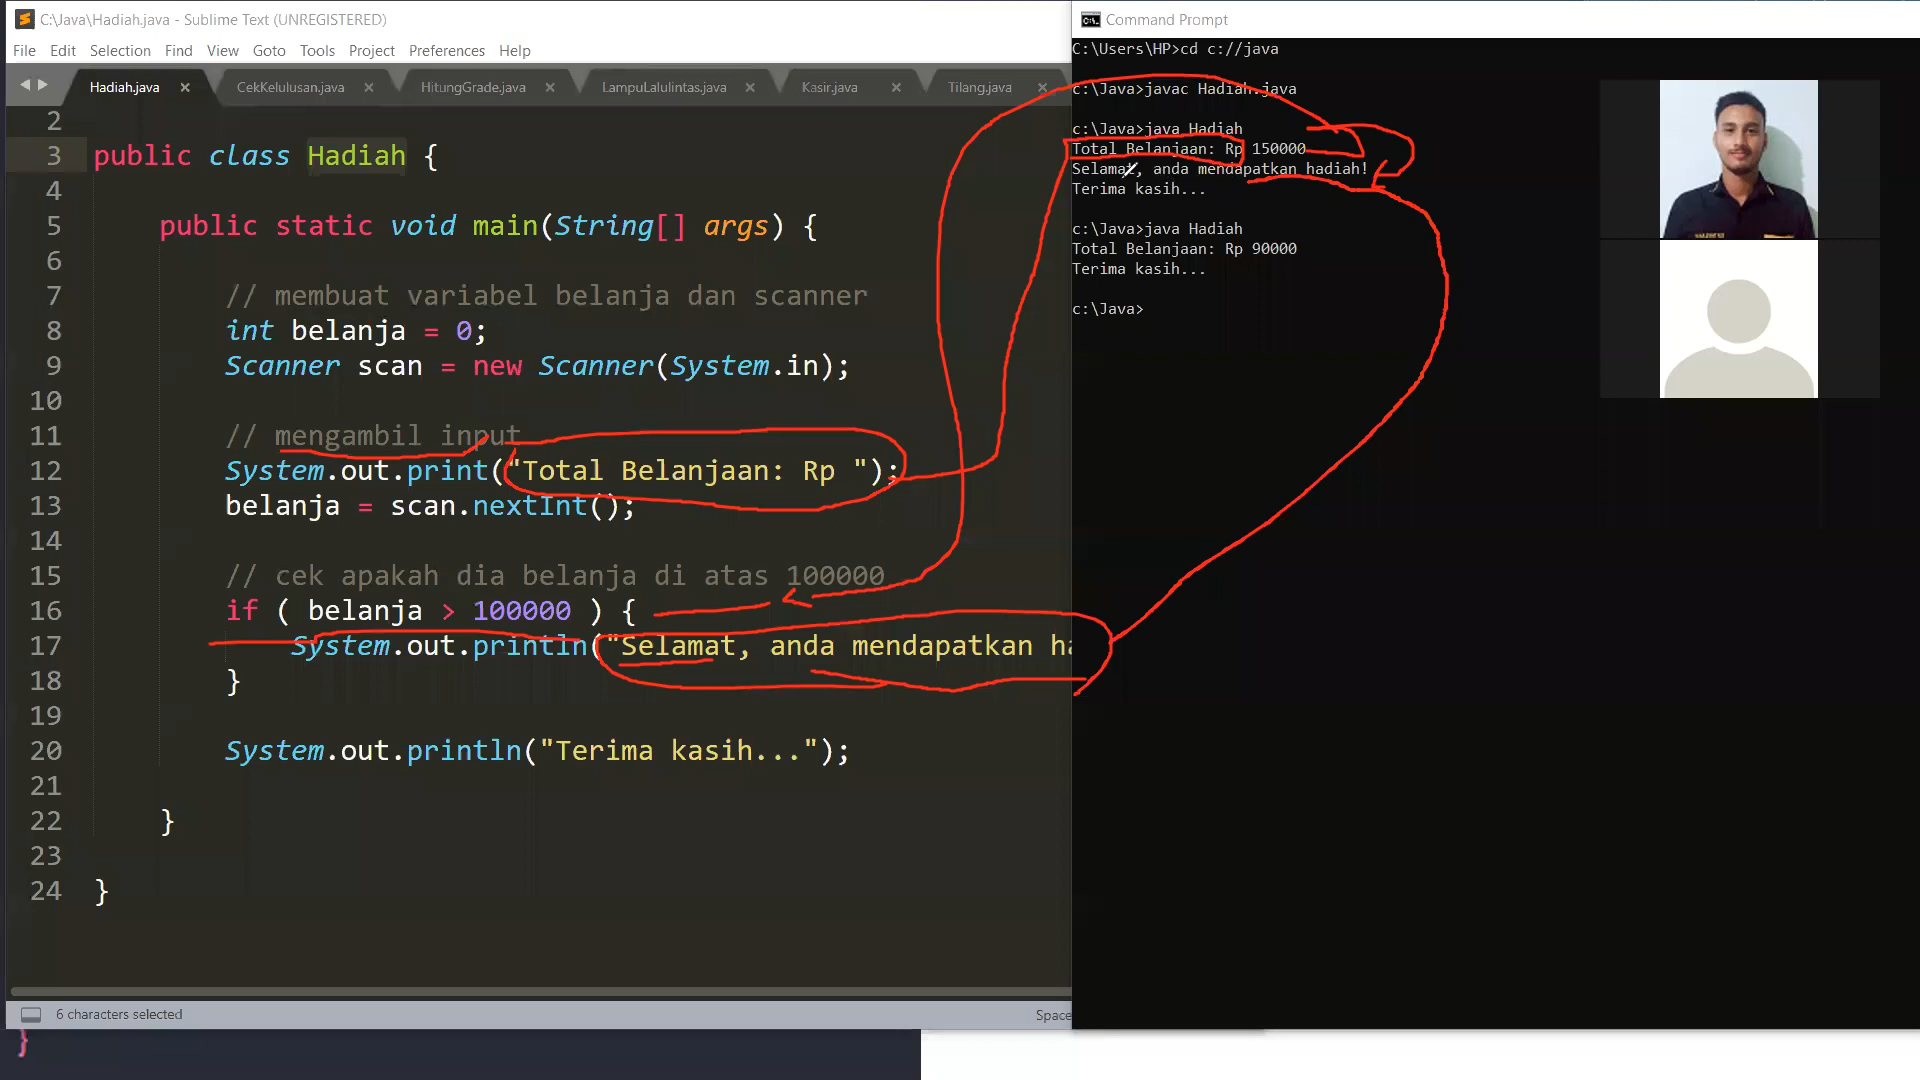 C:\Java\Hadiah.java - Sublime Text (UNREGISTERED)
File Edit Selection Find View Goto Tools Project Preferences Help
Hadiah.java CekKelulusan.java HitungGrade.java LampuLalulintas.java Kasir.java Tilang.java
2
3 public class Hadiah {
4
5 public static void main(String[] args) {
6
7 // membuat variabel belanja dan scanner
8 int belanja = 0;
9 Scanner scan = new Scanner(System.in);
10
11 // mengambil input
12 System.out.print("Total Belanjaan: Rp ");
13 belanja = scan.nextInt();
14
15 // cek apakah dia belanja di atas 100000
16 if ( belanja > 100000 ) {
17 System.out.println("Selamat, anda mendapatkan ha
18 }
19
20 System.out.println("Terima kasih...");
21
22 }
23
24 }
6 characters selected
Space
}
Command Prompt
C:\Users\HP>cd c://java
c:\Java>javac Hadiah.java
c:\Java>java Hadiah
Total Belanjaan: Rp 150000
Selamat, anda mendapatkan hadiah!
Terima kasih...
c:\Java>java Hadiah
Total Belanjaan: Rp 90000
Terima kasih...
c:\Java>